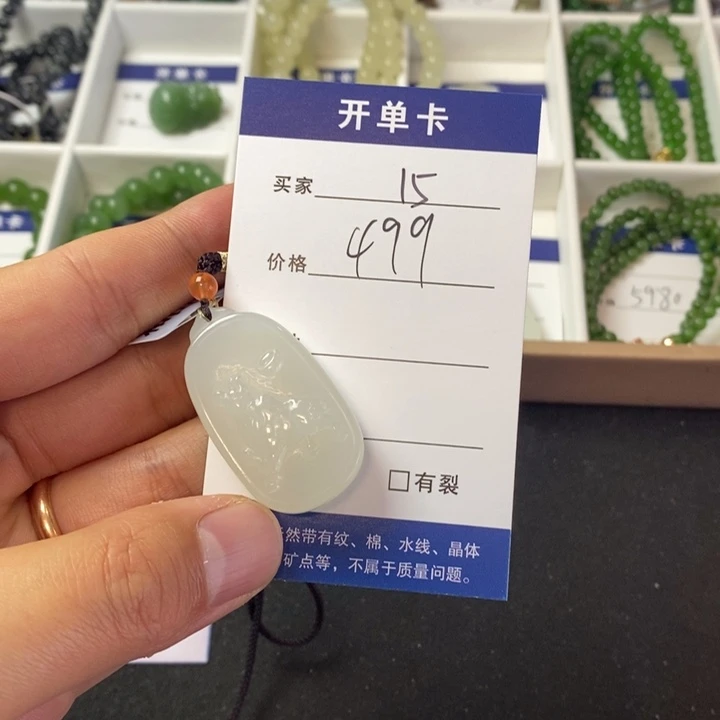 开单卡
买家 15
价格 499
□有裂
然带有纹、棉、水线、晶体
矿点等，不属于质量问题。
5980